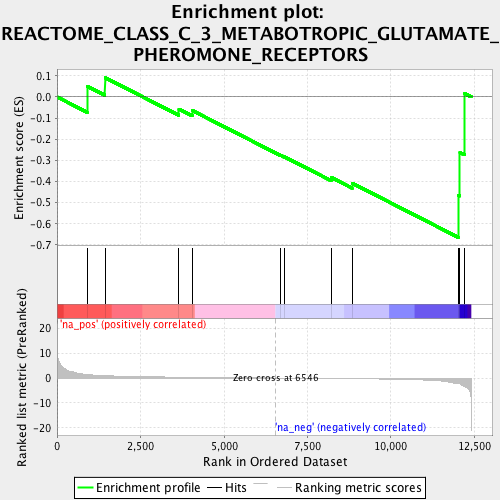 Enrichment plot:
REACTOME_CLASS_C_3_METABOTROPIC_GLUTAMATE_
PHEROMONE_RECEPTORS
Enrichment score (ES)
0.1
0.0
-0.1
-0.2
-0.3
-0.4
-0.5
-0.6
-0.7
'na_pos' (positively correlated)
Ranked list metric (PreRanked)
20
10
0
-10
-20
Zero cross at 6546
'na_neg' (negatively correlated)
0 2,500 5,000 7,500 10,000 12,500
Rank in Ordered Dataset
Enrichment profile Hits Ranking metric scores